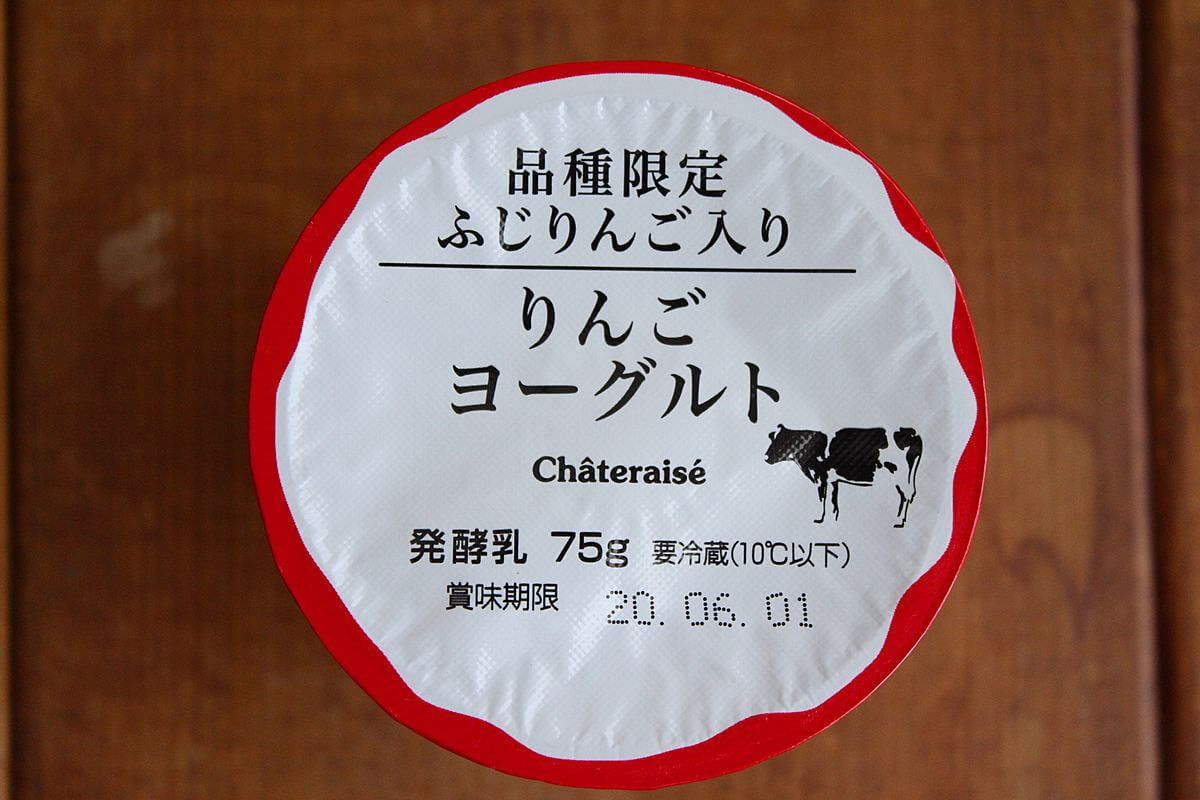 品種限定
ふじりんご入り
りんご
ヨーグルト
Châteraisé
発酵乳 75g 要冷蔵(10℃以下)
賞味期限 20.06.01